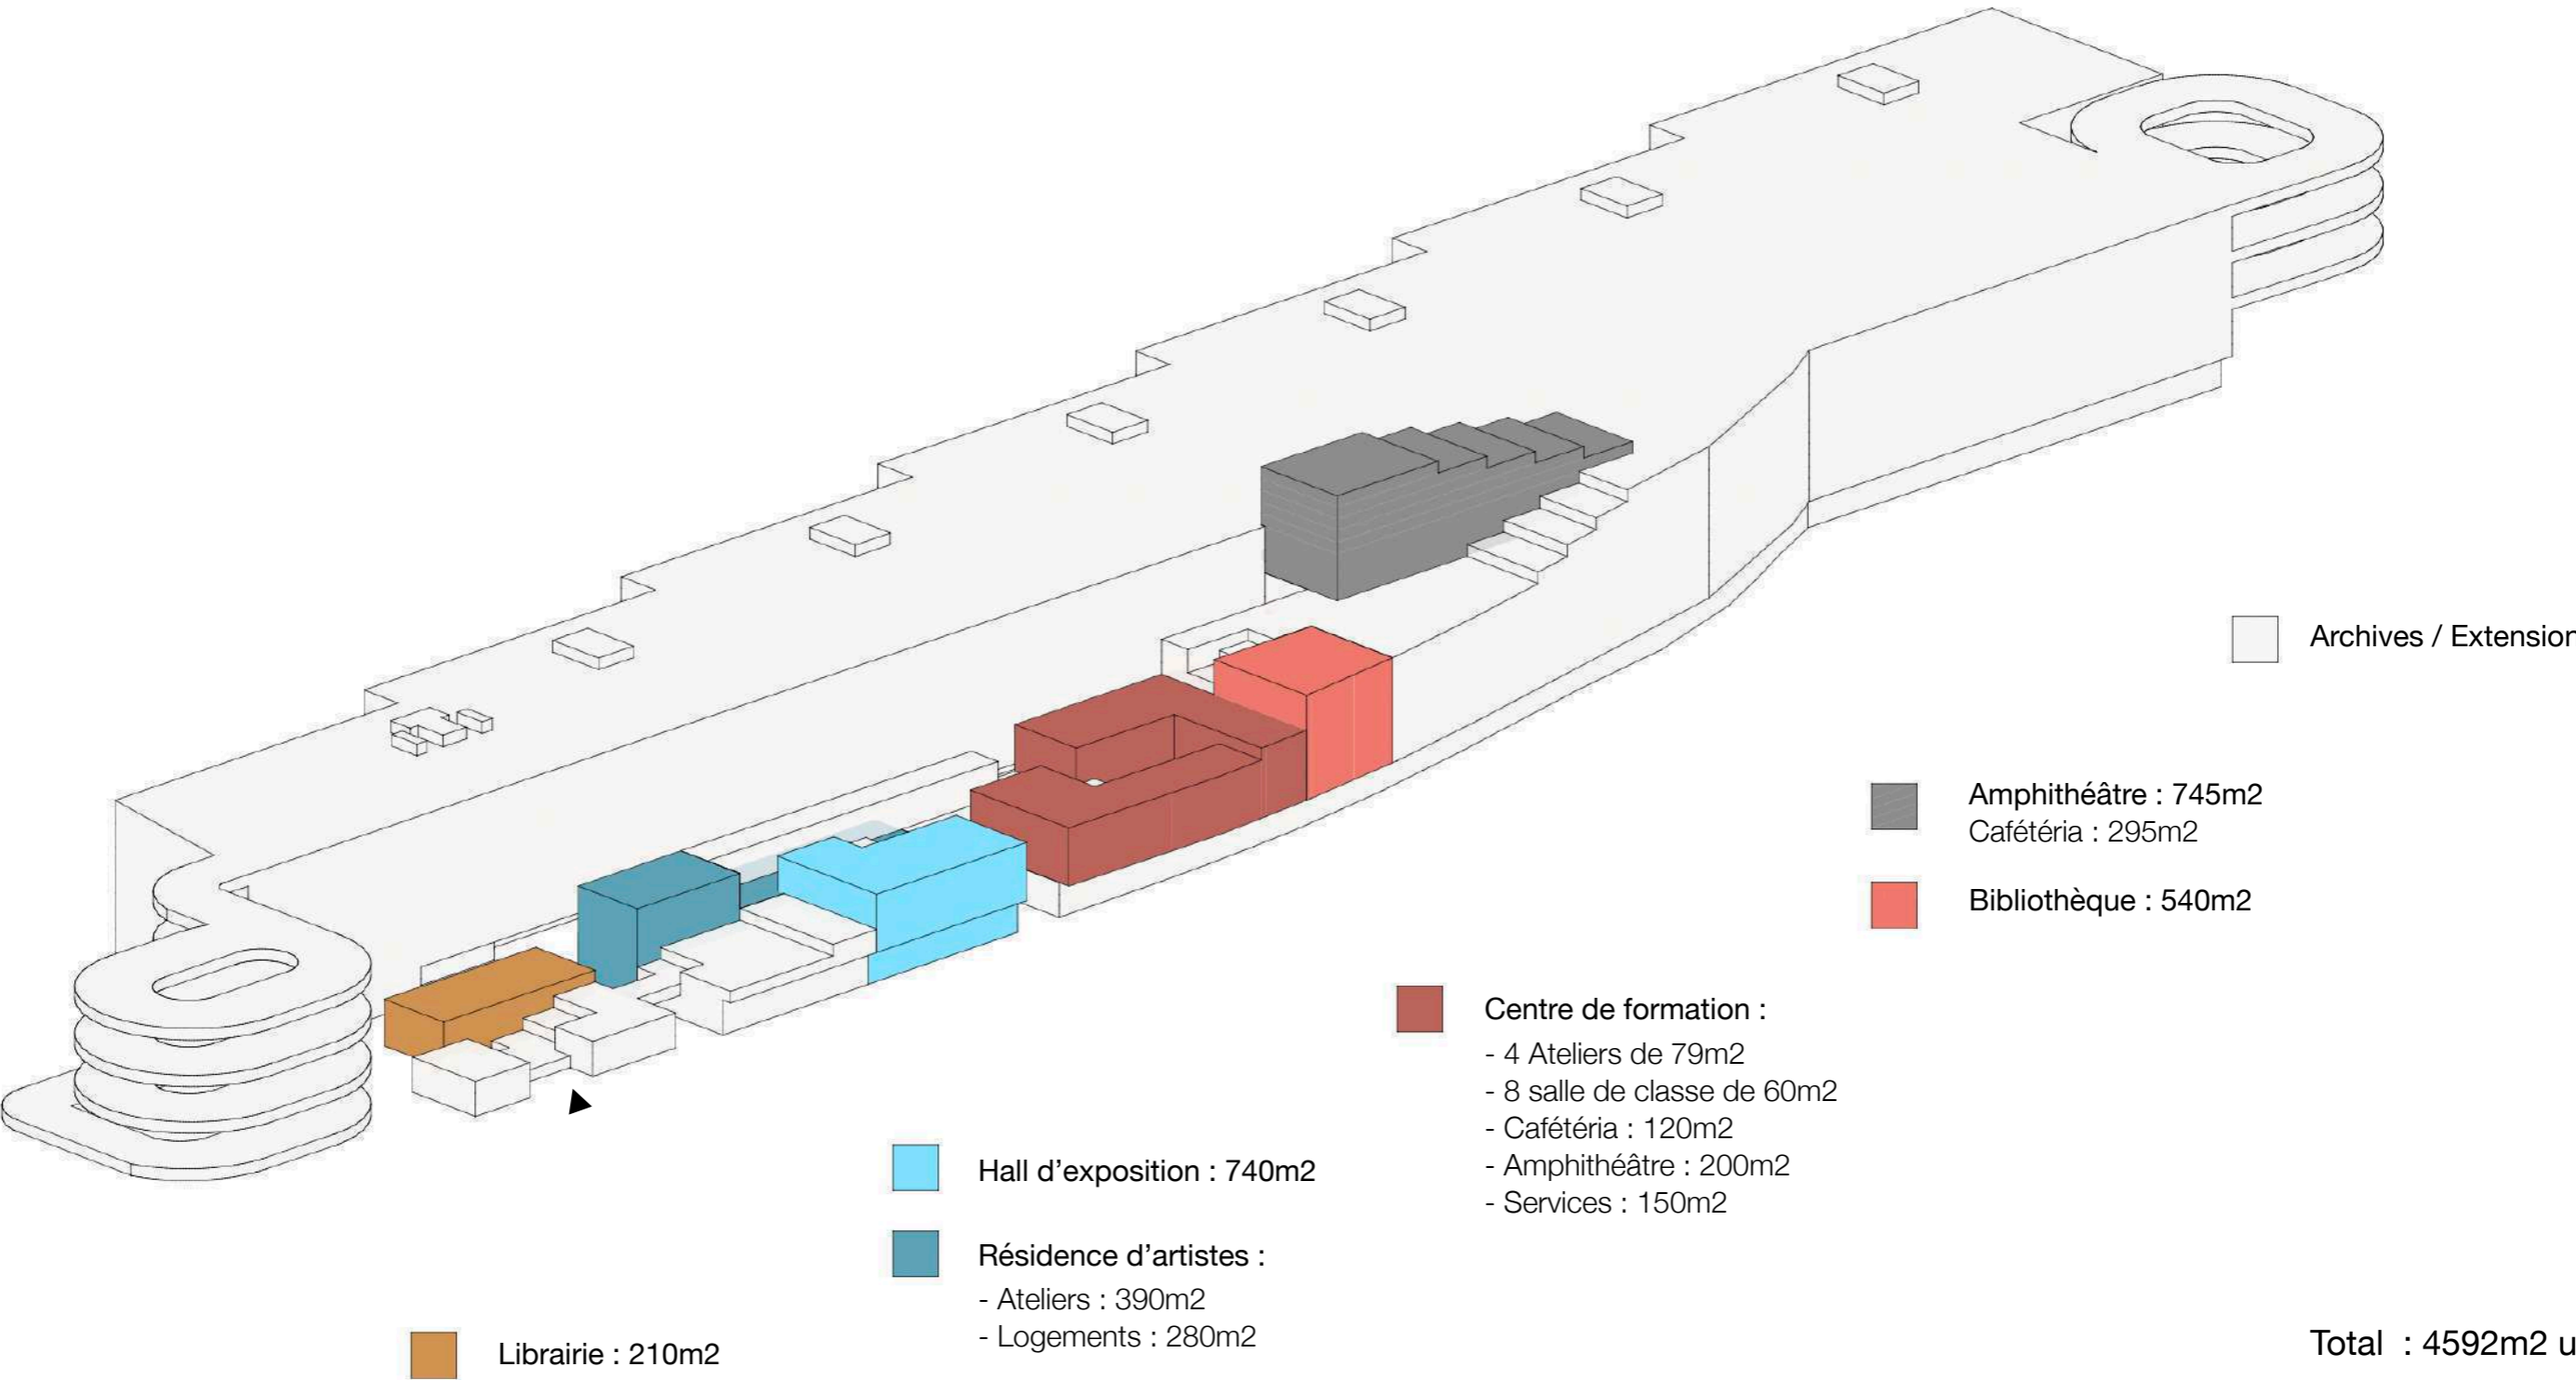 Archives / Extension
Amphithéâtre : 745m2
Cafétéria : 295m2
Bibliothèque : 540m2
Centre de formation :
- 4 Ateliers de 79m2
- 8 salle de classe de 60m2
- Cafétéria : 120m2
- Amphithéâtre : 200m2
- Services : 150m2
Hall d’exposition : 740m2
Résidence d’artistes :
- Ateliers : 390m2
- Logements : 280m2
Librairie : 210m2
Total : 4592m2 u